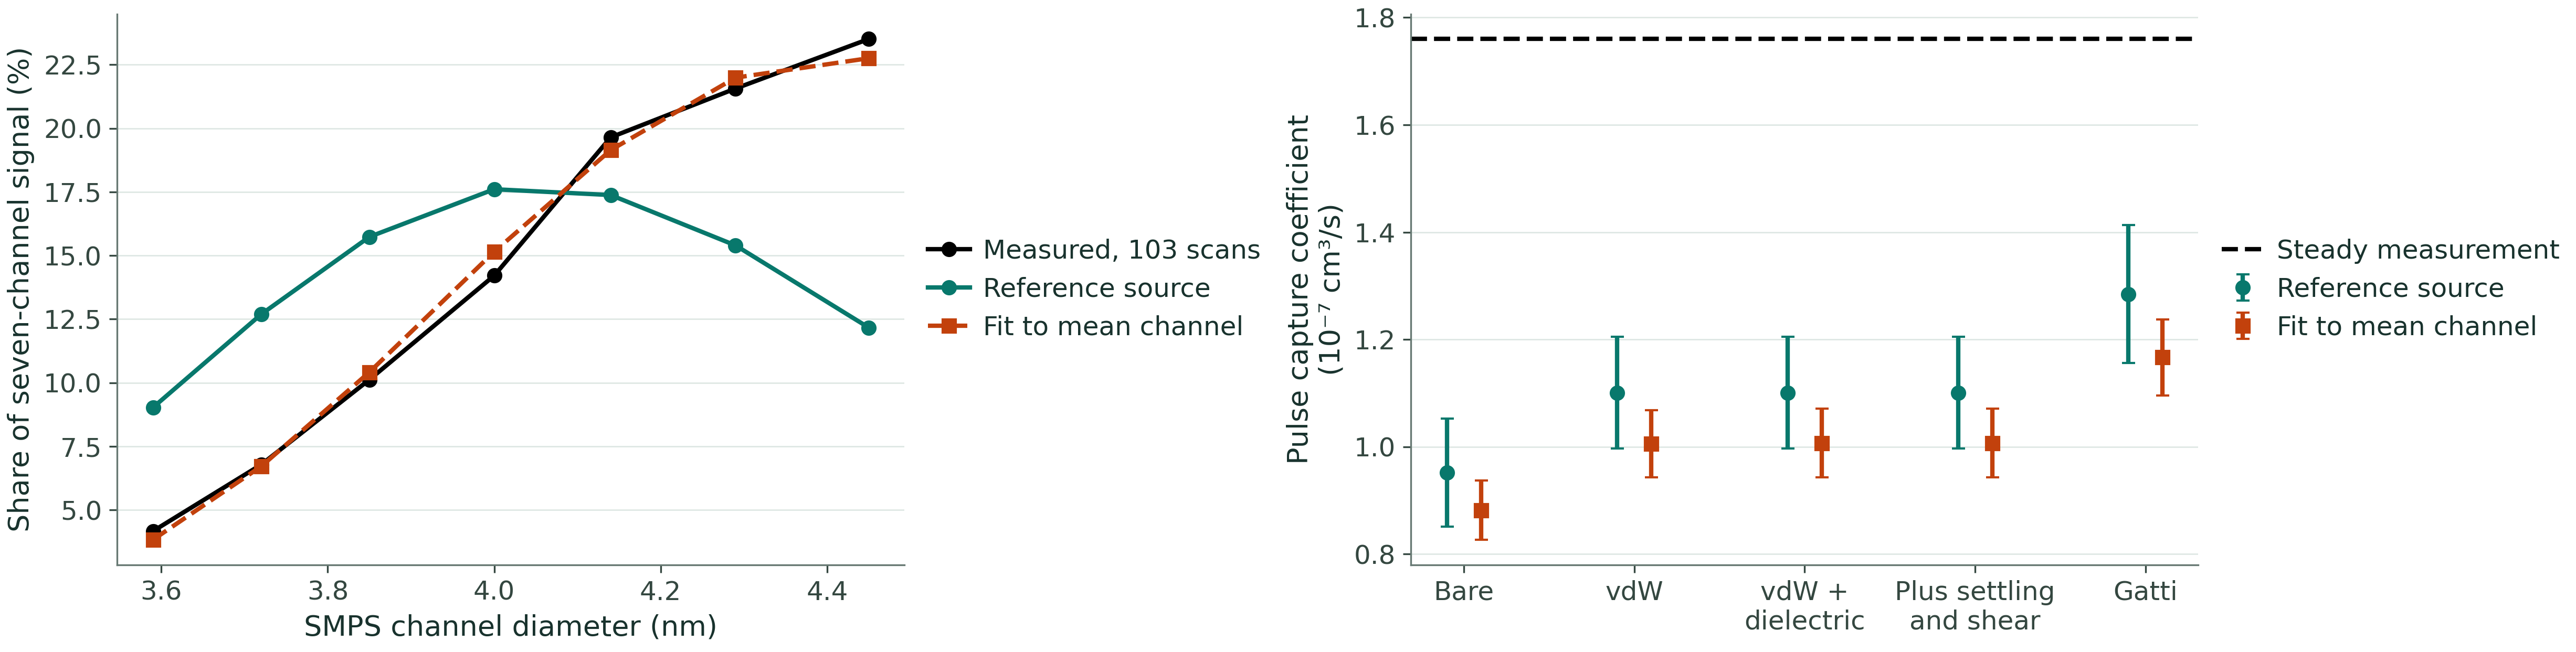 Share of seven-channel signal (%)
22.5
20.0
17.5
15.0
12.5
10.0
7.5
5.0
3.6
3.8
4.0
4.2
4.4
SMPS channel diameter (nm)
Measured, 103 scans
Reference source
Fit to mean channel
Pulse capture coefficient
(10⁻⁷ cm³/s)
1.8
1.6
1.4
1.2
1.0
0.8
Bare
vdW
vdW +
dielectric
Plus settling
and shear
Gatti
Steady measurement
Reference source
Fit to mean channel